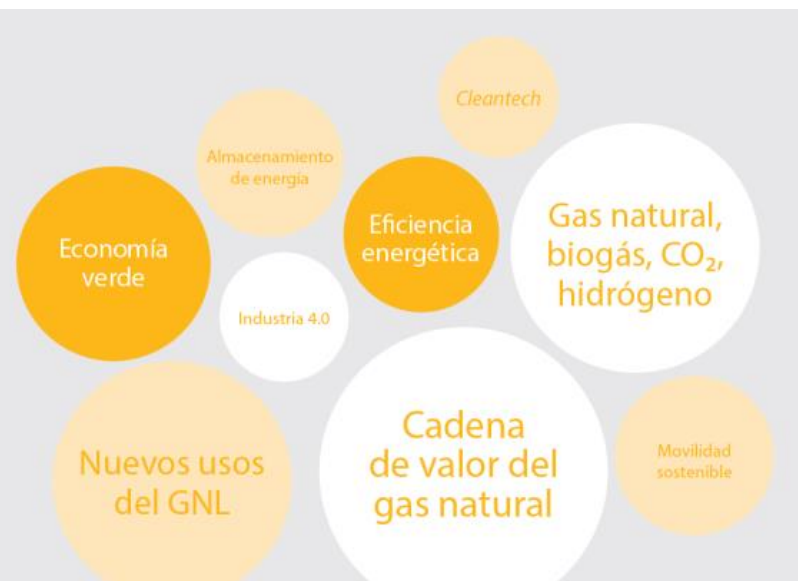 Cleantech
Almacenamiento
de energía
Eficiencia
energética
Gas natural,
biogás, CO₂,
hidrógeno
Economía
verde
Industria 4.0
Cadena
de valor del
gas natural
Nuevos usos
del GNL
Movilidad
sostenible